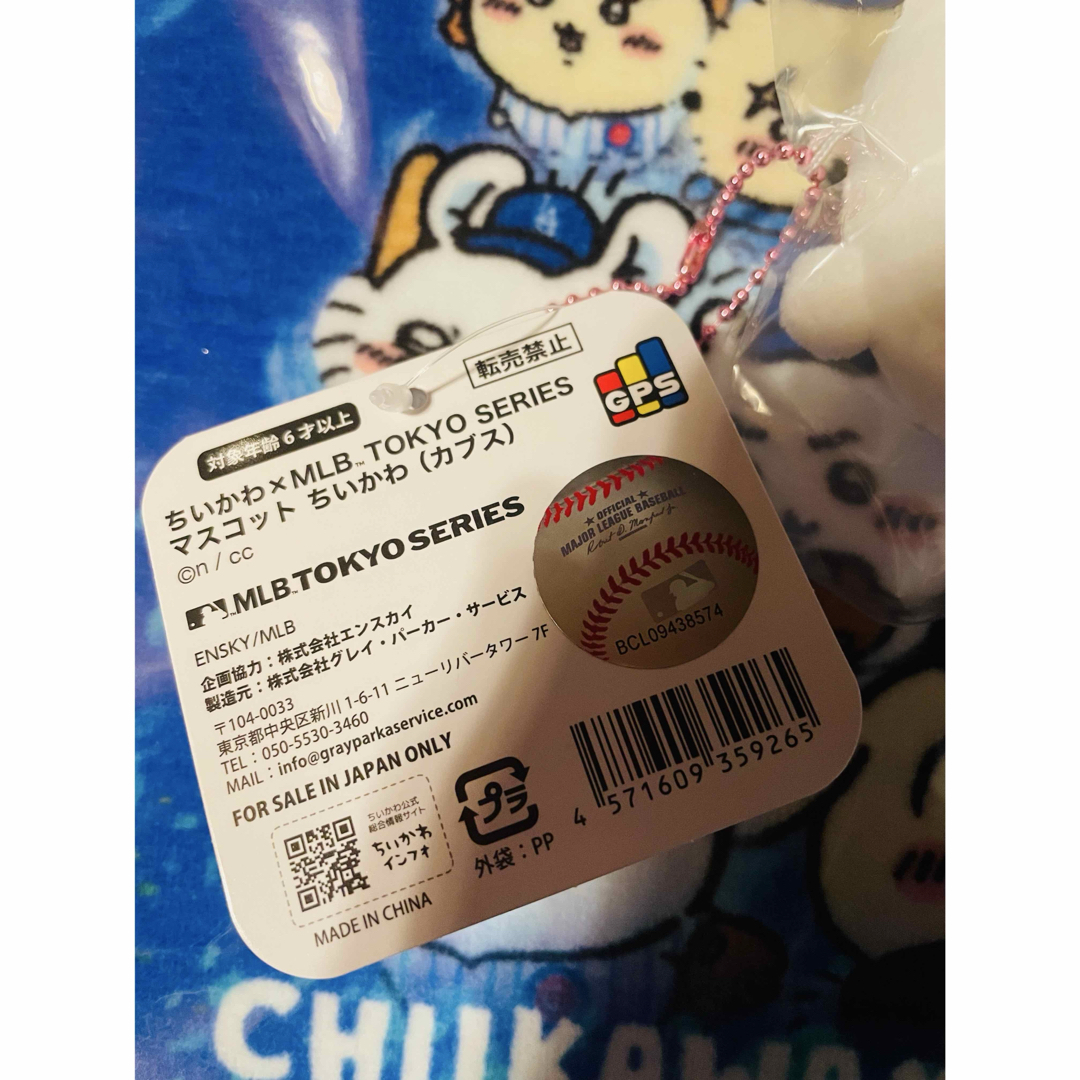 転売禁止
対象年齢6才以上
GPS
ちいかわ×MLB™ TOKYO SERIES
マスコット ちいかわ (カブス)
©n / cc
MLB™ TOKYO SERIES
ENSKY/MLB
企画協力：株式会社エンスカイ
製造元：株式会社グレイ・パーカー・サービス
〒104-0033
東京都中央区新川 1-6-11 ニューリバータワー 7F
TEL：050-5530-3460
MAIL：info@grayparkaservice.com
FOR SALE IN JAPAN ONLY
★ OFFICIAL ★
MAJOR LEAGUE BASEBALL
BCL09438574
4 571609 359265
ちいかわ公式
総合情報サイト
ちいかわ
インフォ
プラ
外袋：PP
MADE IN CHINA
CHIIKAWA